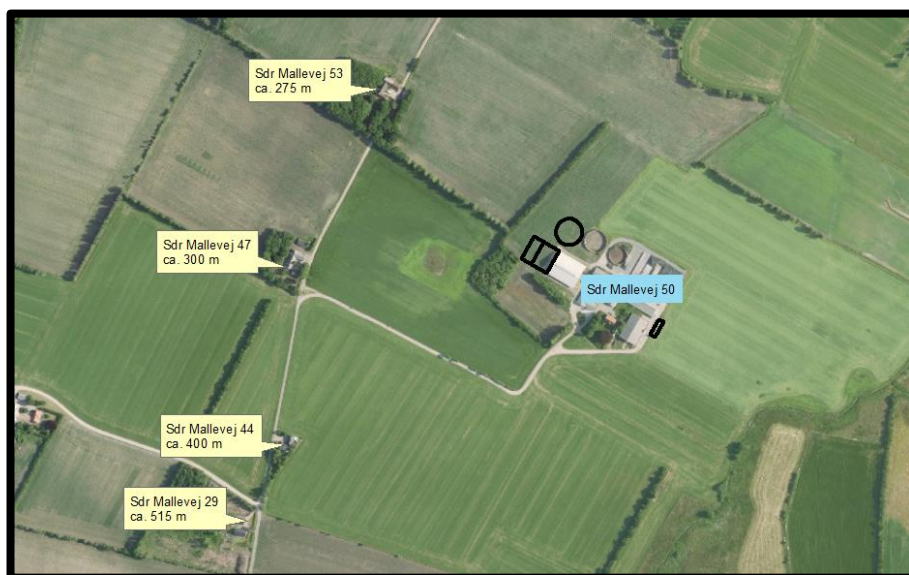 Sdr Mallevej 53
ca. 275 m
Sdr Mallevej 47
ca. 300 m
Sdr Mallevej 50
Sdr Mallevej 44
ca. 400 m
Sdr Mallevej 29
ca. 515 m